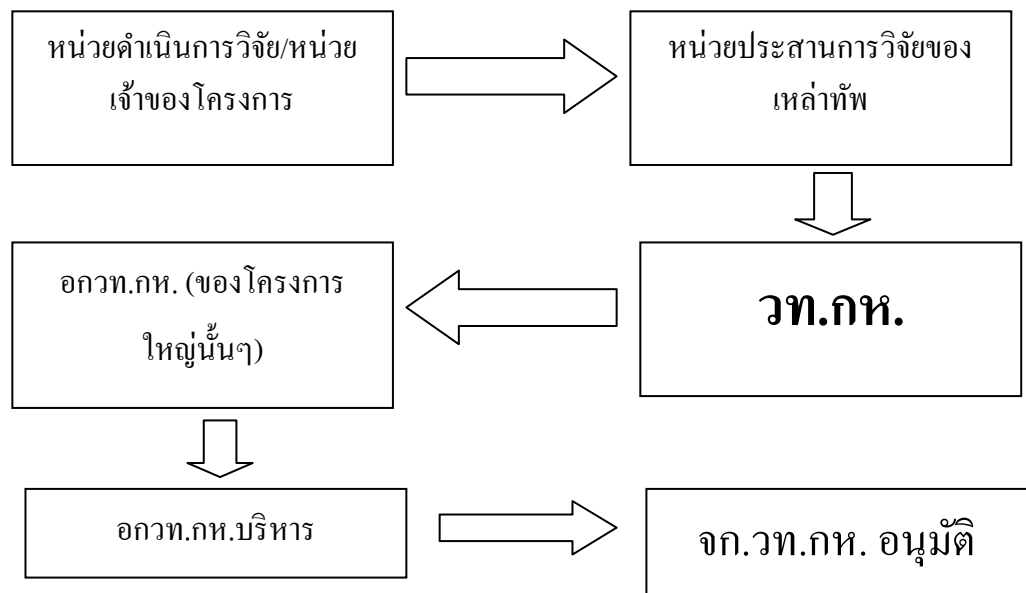 หน่วยดำเนินการวิจัย/หน่วย
เจ้าของโครงการ
หน่วยประสานการวิจัยของ
เหล่าทัพ
วท.กห.
อกวท.กห. (ของโครงการ
ใหญ่นั้นๆ)
อกวท.กห.บริหาร
จก.วท.กห. อนุมัติ